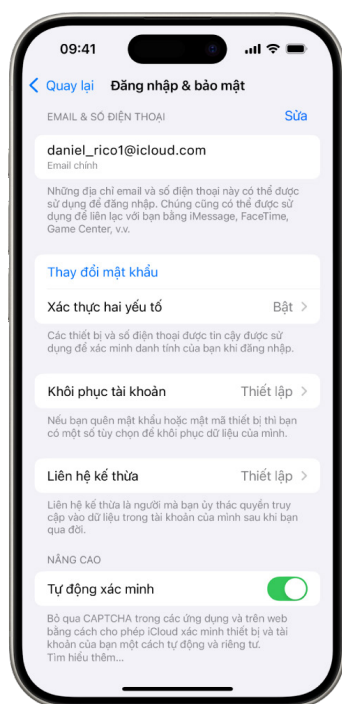 09:41
Quay lại Đăng nhập & bảo mật
EMAIL & SỐ ĐIỆN THOẠI Sửa
daniel_rico1@icloud.com
Email chính
Những địa chỉ email và số điện thoại này có thể được
sử dụng để đăng nhập. Chúng cũng có thể được sử
dụng để liên lạc với bạn bằng iMessage, FaceTime,
Game Center, v.v.
Thay đổi mật khẩu
Xác thực hai yếu tố Bật
Các thiết bị và số điện thoại được tin cậy được sử
dụng để xác minh danh tính của bạn khi đăng nhập.
Khôi phục tài khoản Thiết lập
Nếu bạn quên mật khẩu hoặc mật mã thiết bị thì bạn
có một số tùy chọn để khôi phục dữ liệu của mình.
Liên hệ kế thừa Thiết lập
Liên hệ kế thừa là người mà bạn ủy thác quyền truy
cập vào dữ liệu trong tài khoản của mình sau khi bạn
qua đời.
NÂNG CAO
Tự động xác minh
Bỏ qua CAPTCHA trong các ứng dụng và trên web
bằng cách cho phép iCloud xác minh thiết bị và tài
khoản của bạn một cách tự động và riêng tư.
Tìm hiểu thêm...